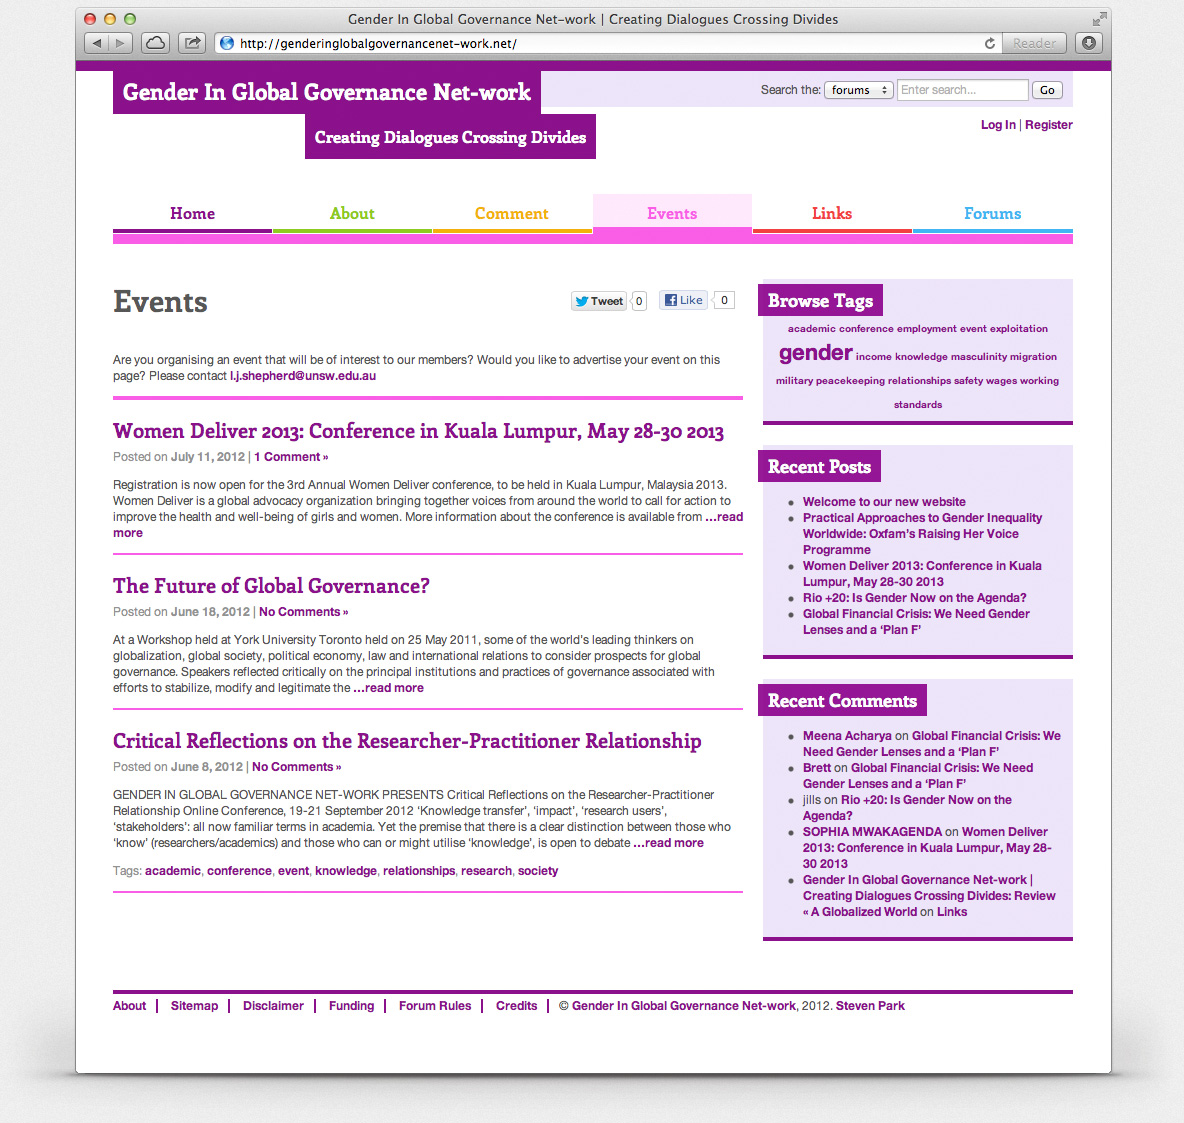 Gender In Global Governance Net-work | Creating Dialogues Crossing Divides
http://genderinglobalgovernancenet-work.net/
Reader
Gender In Global Governance Net-work
Search the: forums Enter search... Go
Creating Dialogues Crossing Divides
Log In | Register
Home About Comment Events Links Forums
Events
Tweet 0 Like 0
Are you organising an event that will be of interest to our members? Would you like to advertise your event on this
page? Please contact l.j.shepherd@unsw.edu.au
Women Deliver 2013: Conference in Kuala Lumpur, May 28-30 2013
Posted on July 11, 2012 | 1 Comment »
Registration is now open for the 3rd Annual Women Deliver conference, to be held in Kuala Lumpur, Malaysia 2013.
Women Deliver is a global advocacy organization bringing together voices from around the world to call for action to
improve the health and well-being of girls and women. More information about the conference is available from ...read
more
The Future of Global Governance?
Posted on June 18, 2012 | No Comments »
At a Workshop held at York University Toronto held on 25 May 2011, some of the world's leading thinkers on
globalization, global society, political economy, law and international relations to consider prospects for global
governance. Speakers reflected critically on the principal institutions and practices of governance associated with
efforts to stabilize, modify and legitimate the ...read more
Critical Reflections on the Researcher-Practitioner Relationship
Posted on June 8, 2012 | No Comments »
GENDER IN GLOBAL GOVERNANCE NET-WORK PRESENTS Critical Reflections on the Researcher-Practitioner
Relationship Online Conference, 19-21 September 2012 ‘Knowledge transfer’, ‘impact’, ‘research users’,
‘stakeholders’: all now familiar terms in academia. Yet the premise that there is a clear distinction between those who
‘know’ (researchers/academics) and those who can or might utilise ‘knowledge’, is open to debate ...read more
Tags: academic, conference, event, knowledge, relationships, research, society
Browse Tags
academic conference employment event exploitation
gender income knowledge masculinity migration
military peacekeeping relationships safety wages working
standards
Recent Posts
Welcome to our new website
Practical Approaches to Gender Inequality
Worldwide: Oxfam's Raising Her Voice
Programme
Women Deliver 2013: Conference in Kuala
Lumpur, May 28-30 2013
Rio +20: Is Gender Now on the Agenda?
Global Financial Crisis: We Need Gender
Lenses and a ‘Plan F’
Recent Comments
Meena Acharya on Global Financial Crisis: We
Need Gender Lenses and a ‘Plan F’
Brett on Global Financial Crisis: We Need
Gender Lenses and a ‘Plan F’
jills on Rio +20: Is Gender Now on the
Agenda?
SOPHIA MWAKAGENDA on Women Deliver
2013: Conference in Kuala Lumpur, May 28-
30 2013
Gender In Global Governance Net-work |
Creating Dialogues Crossing Divides: Review
« A Globalized World on Links
About | Sitemap | Disclaimer | Funding | Forum Rules | Credits | © Gender In Global Governance Net-work, 2012. Steven Park